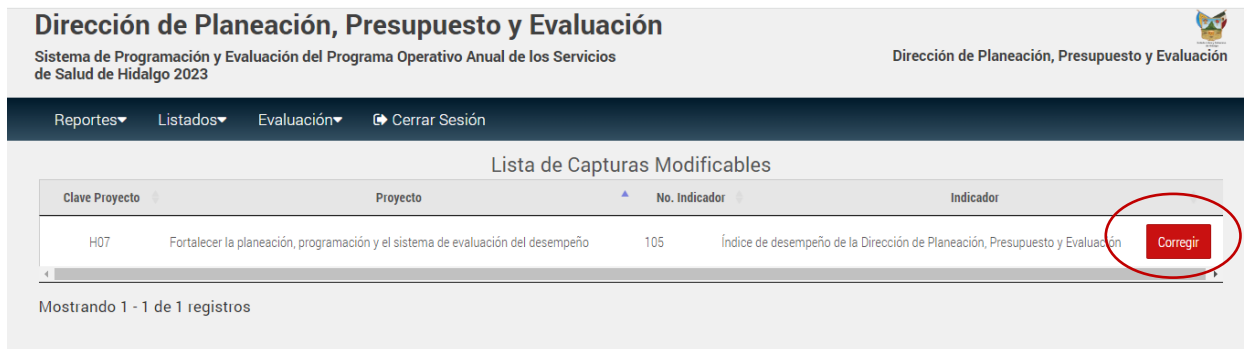 Dirección de Planeación, Presupuesto y Evaluación
Sistema de Programación y Evaluación del Programa Operativo Anual de los Servicios
de Salud de Hidalgo 2023
Dirección de Planeación, Presupuesto y Evaluación
Reportes Listados Evaluación Cerrar Sesión
Lista de Capturas Modificables
Clave Proyecto Proyecto No. Indicador Indicador
H07 Fortalecer la planeación, programación y el sistema de evaluación del desempeño 105 Índice de desempeño de la Dirección de Planeación, Presupuesto y Evaluación Corregir
Mostrando 1 - 1 de 1 registros